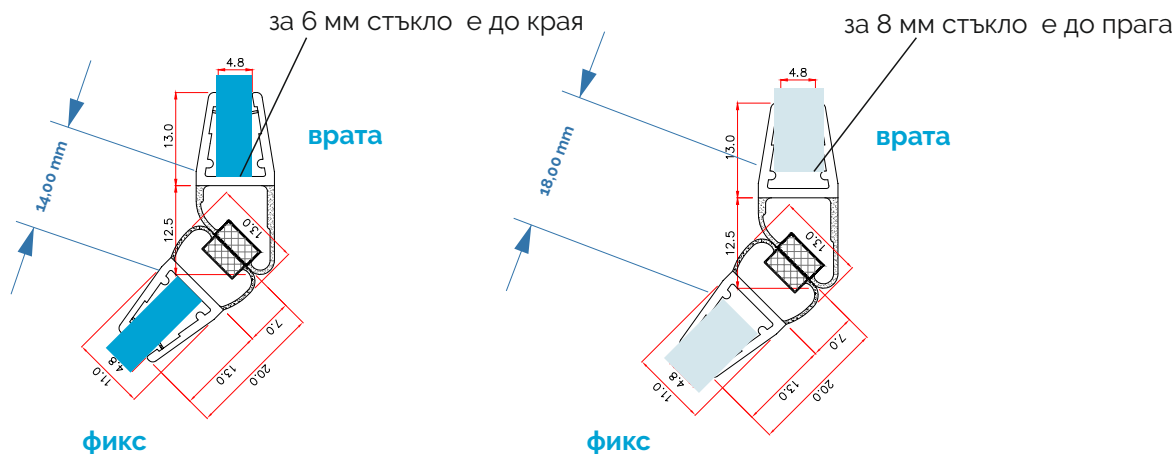 за 6 мм стъкло е до края
4.8
13.0
врата
14,00 mm
12.5
13.0
7.0
20.0
13.0
4.8
11.0
фикс
за 8 мм стъкло е до прага
4.8
13.0
врата
18,00 mm
12.5
13.0
7.0
20.0
13.0
4.8
11.0
фикс